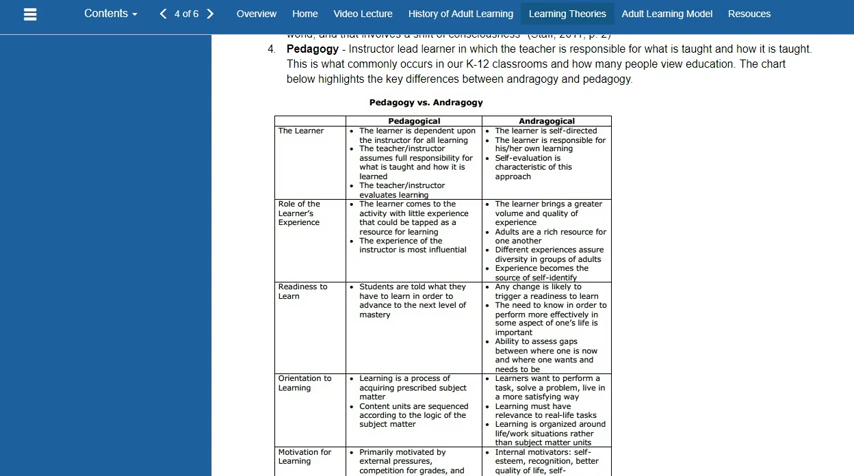 Contents
4 of 6
Overview
Home
Video Lecture
History of Adult Learning
Learning Theories
Adult Learning Model
Resouces
4. Pedagogy - Instructor lead learner in which the teacher is responsible for what is taught and how it is taught.
This is what commonly occurs in our K-12 classrooms and how many people view education. The chart
below highlights the key differences between andragogy and pedagogy.
Pedagogy vs. Andragogy
Pedagogical
Andragogical
The Learner
• The learner is dependent upon
the instructor for all learning
• The teacher/instructor
assumes full responsibility for
what is taught and how it is
learned
• The teacher/instructor
evaluates learning
• The learner is self-directed
• The learner is responsible for
his/her own learning
• Self-evaluation is
characteristic of this
approach
Role of the
Learner's
Experience
• The learner comes to the
activity with little experience
that could be tapped as a
resource for learning
• The experience of the
instructor is most influential
• The learner brings a greater
volume and quality of
experience
• Adults are a rich resource for
one another
• Different experiences assure
diversity in groups of adults
• Experience becomes the
source of self-identify
Readiness to
Learn
• Students are told what they
have to learn in order to
advance to the next level of
mastery
• Any change is likely to
trigger a readiness to learn
• The need to know in order to
perform more effectively in
some aspect of one's life is
important
• Ability to assess gaps
between where one is now
and where one wants and
needs to be
Orientation to
Learning
• Learning is a process of
acquiring prescribed subject
matter
• Content units are sequenced
according to the logic of the
subject matter
• Learners want to perform a
task, solve a problem, live in
a more satisfying way
• Learning must have
relevance to real-life tasks
• Learning is organized around
life/work situations rather
than subject matter units
Motivation for
Learning
• Primarily motivated by
external pressures,
competition for grades, and
• Internal motivators: self-
esteem, recognition, better
quality of life, self-